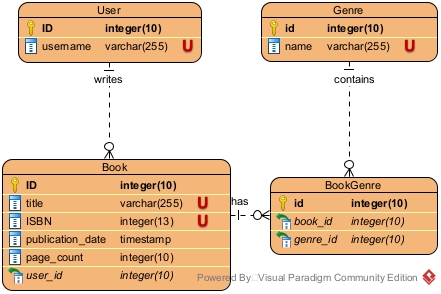 User
ID integer(10)
username varchar(255) U
Genre
id integer(10)
name varchar(255) U
writes
contains
Book
ID integer(10)
title varchar(255) U
ISBN integer(13) U
publication_date timestamp
page_count integer(10)
user_id integer(10)
has
BookGenre
id integer(10)
book_id integer(10)
genre_id integer(10)
Powered By Visual Paradigm Community Edition